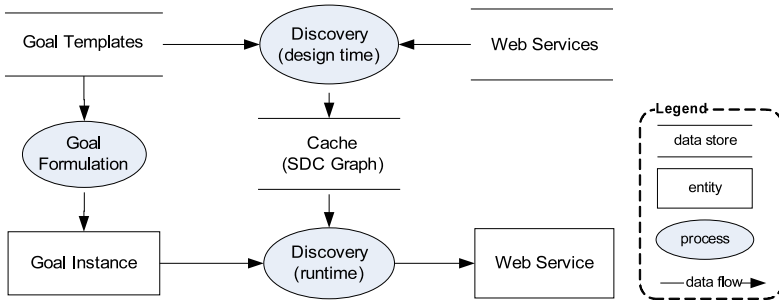 Goal Templates
Discovery
(design time)
Web Services
Goal
Formulation
Cache
(SDC Graph)
Goal Instance
Discovery
(runtime)
Web Service
Legend
data store
entity
process
data flow